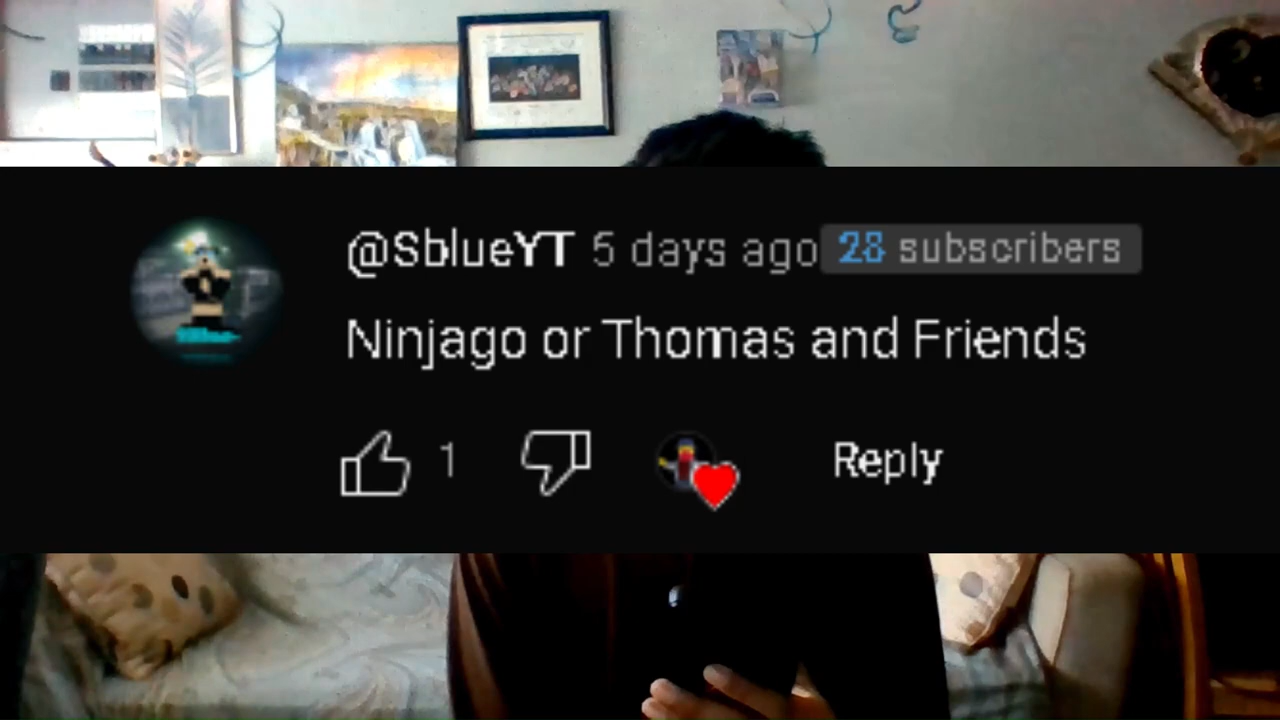 @SblueYT 5 days ago 28 subscribers
Ninjago or Thomas and Friends
1 Reply